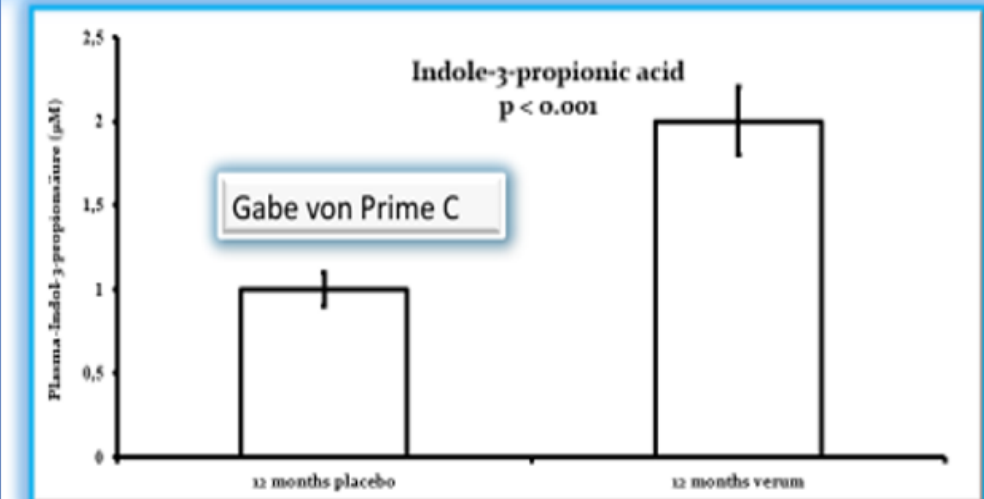 Indole-3-propionic acid
p < 0.001
Gabe von Prime C
Plasma-Indol-3-propionsäure (µM)
2,5
2
1,5
1
0,5
0
12 months placebo
12 months verum